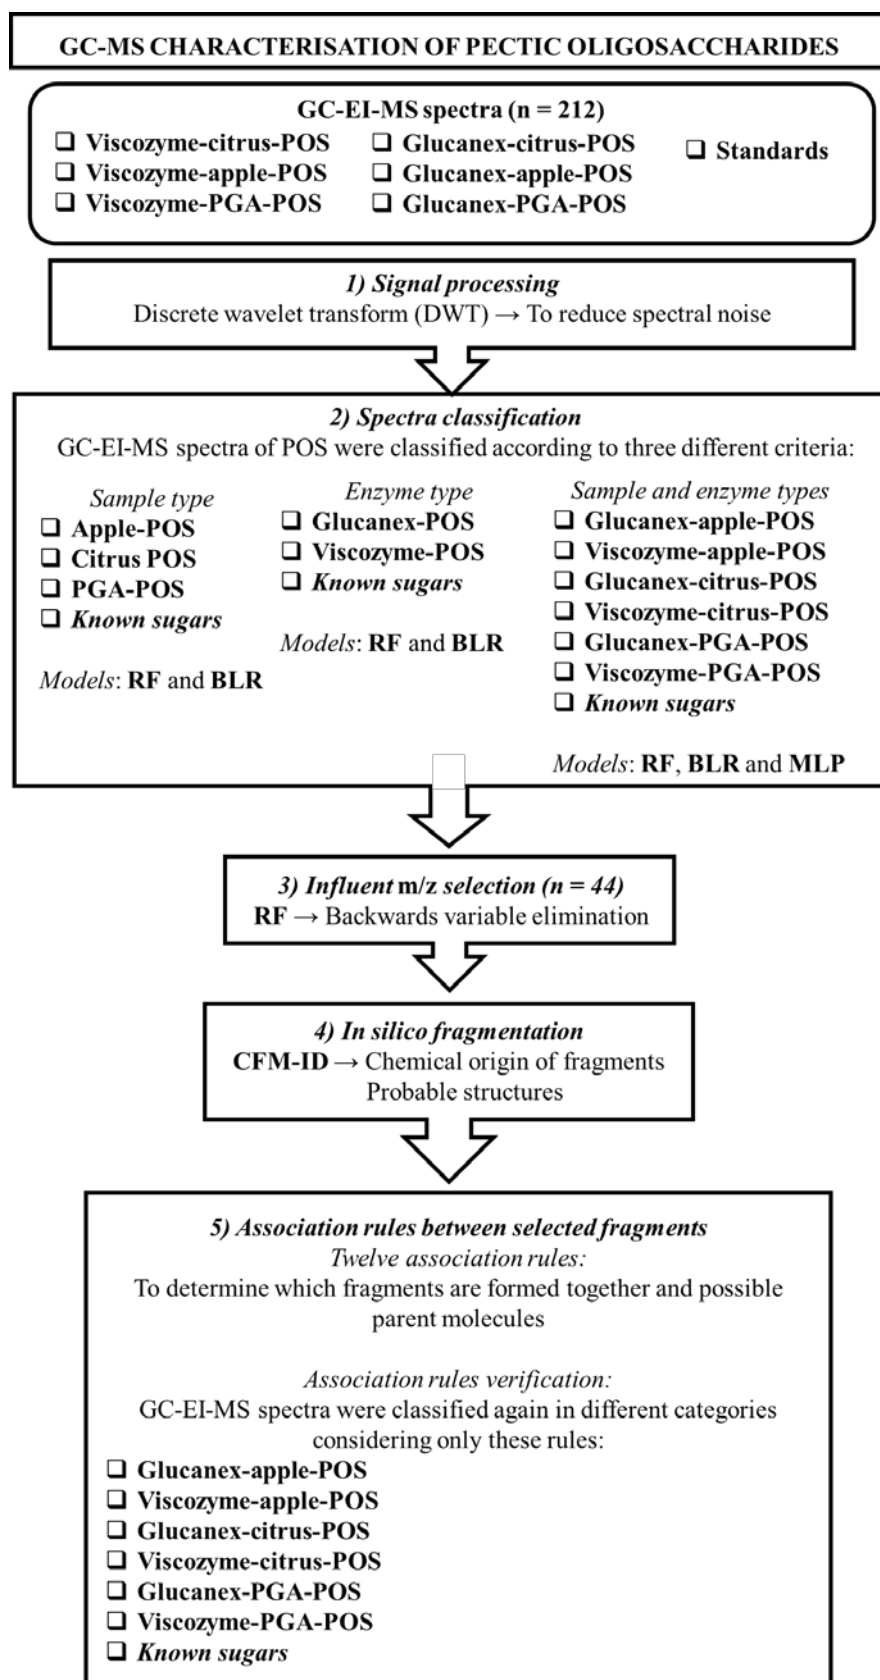 GC-MS CHARACTERISATION OF PECTIC OLIGOSACCHARIDES
GC-EI-MS spectra (n = 212)
❑ Viscozyme-citrus-POS
❑ Viscozyme-apple-POS
❑ Viscozyme-PGA-POS
❑ Glucanex-citrus-POS
❑ Glucanex-apple-POS
❑ Glucanex-PGA-POS
❑ Standards
1) Signal processing
Discrete wavelet transform (DWT) → To reduce spectral noise
2) Spectra classification
GC-EI-MS spectra of POS were classified according to three different criteria:
Sample type
❑ Apple-POS
❑ Citrus POS
❑ PGA-POS
❑ Known sugars
Models: RF and BLR
Enzyme type
❑ Glucanex-POS
❑ Viscozyme-POS
❑ Known sugars
Models: RF and BLR
Sample and enzyme types
❑ Glucanex-apple-POS
❑ Viscozyme-apple-POS
❑ Glucanex-citrus-POS
❑ Viscozyme-citrus-POS
❑ Glucanex-PGA-POS
❑ Viscozyme-PGA-POS
❑ Known sugars
Models: RF, BLR and MLP
3) Influent m/z selection (n = 44)
RF → Backwards variable elimination
4) In silico fragmentation
CFM-ID → Chemical origin of fragments
Probable structures
5) Association rules between selected fragments
Twelve association rules:
To determine which fragments are formed together and possible
parent molecules
Association rules verification:
GC-EI-MS spectra were classified again in different categories
considering only these rules:
❑ Glucanex-apple-POS
❑ Viscozyme-apple-POS
❑ Glucanex-citrus-POS
❑ Viscozyme-citrus-POS
❑ Glucanex-PGA-POS
❑ Viscozyme-PGA-POS
❑ Known sugars